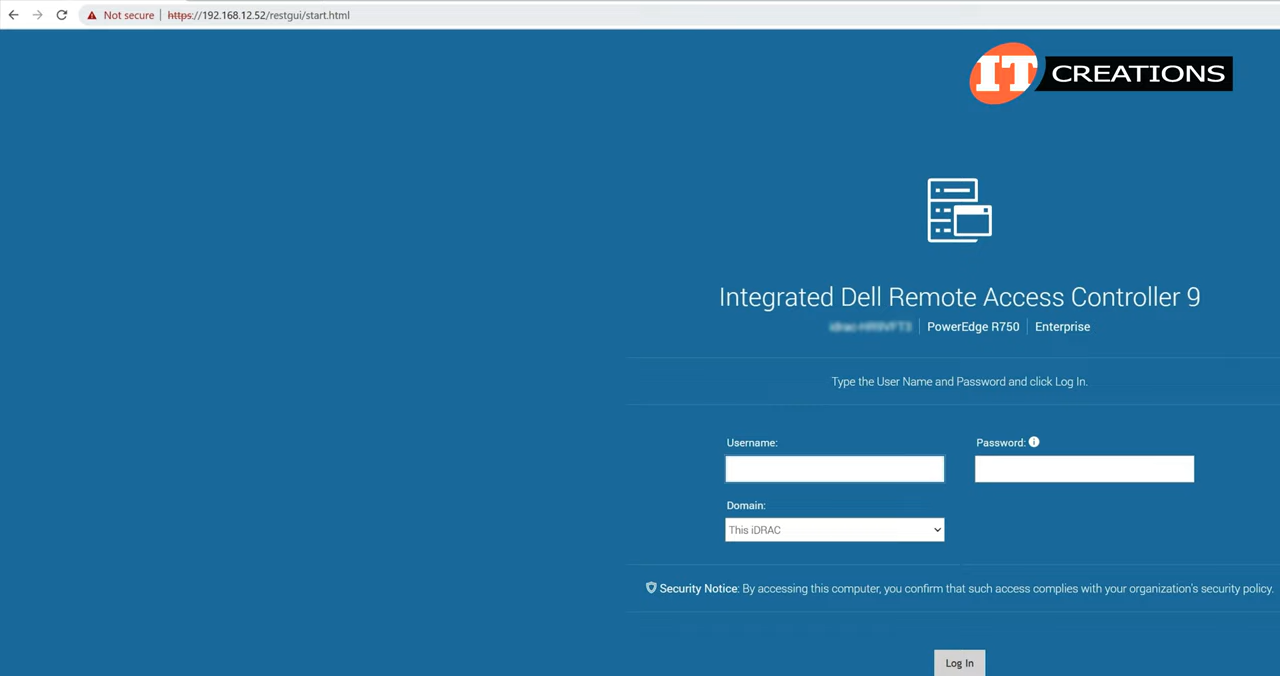 Not secure | https://192.168.12.52/restgui/start.html
IT CREATIONS
Integrated Dell Remote Access Controller 9
PowerEdge R750 | Enterprise
Type the User Name and Password and click Log In.
Username: Password:
Domain:
This iDRAC
Security Notice: By accessing this computer, you confirm that such access complies with your organization's security policy.
Log In